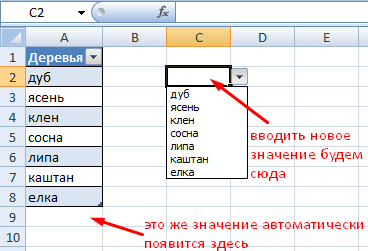 C2
fx
A B C D E
1 Деревья
2 дуб
3 ясень
4 клен
5 сосна
6 липа
7 каштан
8 елка
9
10
дуб
ясень
клен
сосна
липа
каштан
елка
вводить новое
значение будем
сюда
это же значение автоматически
появится здесь